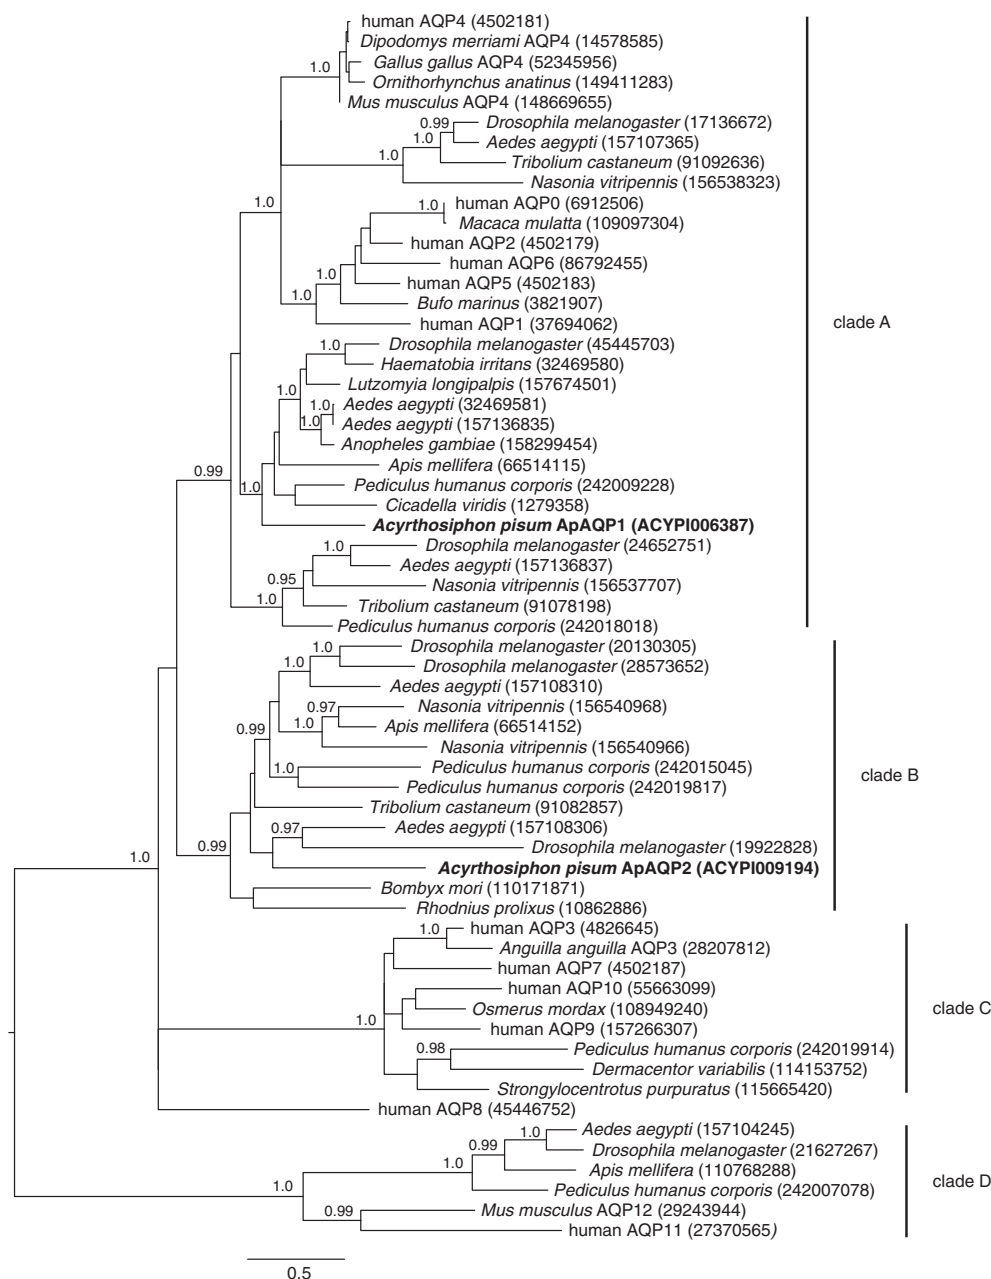 human AQP4 (4502181)
Dipodomys merriami AQP4 (14578585)
Gallus gallus AQP4 (52345956)
1.0
Ornithorhynchus anatinus (149411283)
Mus musculus AQP4 (148669655)
0.99
Drosophila melanogaster (17136672)
1.0
Aedes aegypti (157107365)
1.0
Tribolium castaneum (91092636)
Nasonia vitripennis (156538323)
1.0
1.0
human AQP0 (6912506)
Macaca mulatta (109097304)
human AQP2 (4502179)
human AQP6 (86792455)
1.0
human AQP5 (4502183)
1.0
Bufo marinus (3821907)
human AQP1 (37694062)
clade A
1.0
Drosophila melanogaster (45445703)
Haematobia irritans (32469580)
1.0
Lutzomyia longipalpis (157674501)
1.0
Aedes aegypti (32469581)
1.0
Aedes aegypti (157136835)
Anopheles gambiae (158299454)
0.99
Apis mellifera (66514115)
1.0
Pediculus humanus corporis (242009228)
Cicadella viridis (1279358)
Acyrthosiphon pisum ApAQP1 (ACYPI006387)
1.0
Drosophila melanogaster (24652751)
Aedes aegypti (157136837)
0.95
Nasonia vitripennis (156537707)
1.0
Tribolium castaneum (91078198)
Pediculus humanus corporis (242018018)
1.0
Drosophila melanogaster (20130305)
1.0
Drosophila melanogaster (28573652)
Aedes aegypti (157108310)
0.97
Nasonia vitripennis (156540968)
1.0
Apis mellifera (66514152)
0.99
Nasonia vitripennis (156540966)
1.0
Pediculus humanus corporis (242015045)
clade B
Pediculus humanus corporis (242019817)
Tribolium castaneum (91082857)
0.97
Aedes aegypti (157108306)
0.99
Drosophila melanogaster (19922828)
1.0
Acyrthosiphon pisum ApAQP2 (ACYPI009194)
Bombyx mori (110171871)
Rhodnius prolixus (10862886)
1.0
human AQP3 (4826645)
Anguilla anguilla AQP3 (28207812)
human AQP7 (4502187)
human AQP10 (55663099)
Osmerus mordax (108949240)
clade C
1.0
human AQP9 (157266307)
0.98
Pediculus humanus corporis (242019914)
Dermacentor variabilis (114153752)
Strongylocentrotus purpuratus (115665420)
human AQP8 (45446752)
1.0
Aedes aegypti (157104245)
0.99
Drosophila melanogaster (21627267)
1.0
Apis mellifera (110768288)
clade D
1.0
Pediculus humanus corporis (242007078)
0.99
Mus musculus AQP12 (29243944)
human AQP11 (27370565)
0.5